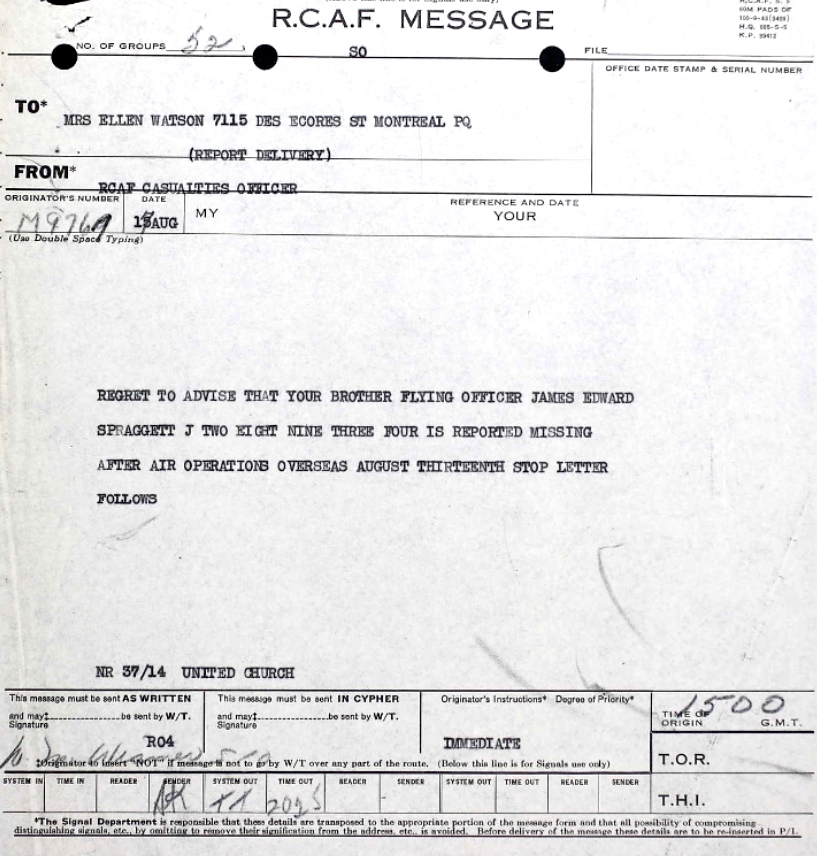 R.C.A.F. MESSAGE
60M PADS OF
H.Q.
K.P.
NO. OF GROUPS 52
SO
FILE
OFFICE DATE STAMP & SERIAL NUMBER
TO* MRS ELLEN WATSON 7115 DES ECORES ST MONTREAL PQ
(REPORT DELIVERY)
FROM* RCAF CASUALTIES OFFICER
ORIGINATOR'S NUMBER DATE REFERENCE AND DATE
AUG MY YOUR
(Use Double Space Typing)
REGRET TO ADVISE THAT YOUR BROTHER FLYING OFFICER JAMES EDWARD
SPRAGGETT J TWO EIGHT NINE THREE FOUR IS REPORTED MISSING
AFTER AIR OPERATIONS OVERSEAS AUGUST THIRTEENTH STOP LETTER
FOLLOWS
NR 37/14 UNITED CHURCH
This message must be sent AS WRITTEN
and may‡ be sent by W/T.
Signature
RO4
This message must be sent IN CYPHER
and may‡ be sent by W/T.
Signature
Originator's Instructions* Degree of Priority*
IMMEDIATE
TIME OF ORIGIN 1500 G.M.T.
‡Originator to insert "NOT" if message is not to go by W/T over any part of the route. (Below this line is for Signals use only)
T.O.R.
SYSTEM IN TIME IN READER SENDER SYSTEM OUT TIME OUT READER SENDER SYSTEM OUT TIME OUT READER SENDER
T.H.I.
*The Signal Department is responsible that these details are transposed to the appropriate portion of the message form and that all possibility of compromising
distinguishing signals, etc., by omitting to remove their signification from the address, etc., is avoided. Before delivery of the message these details are to be re-inserted in P/L